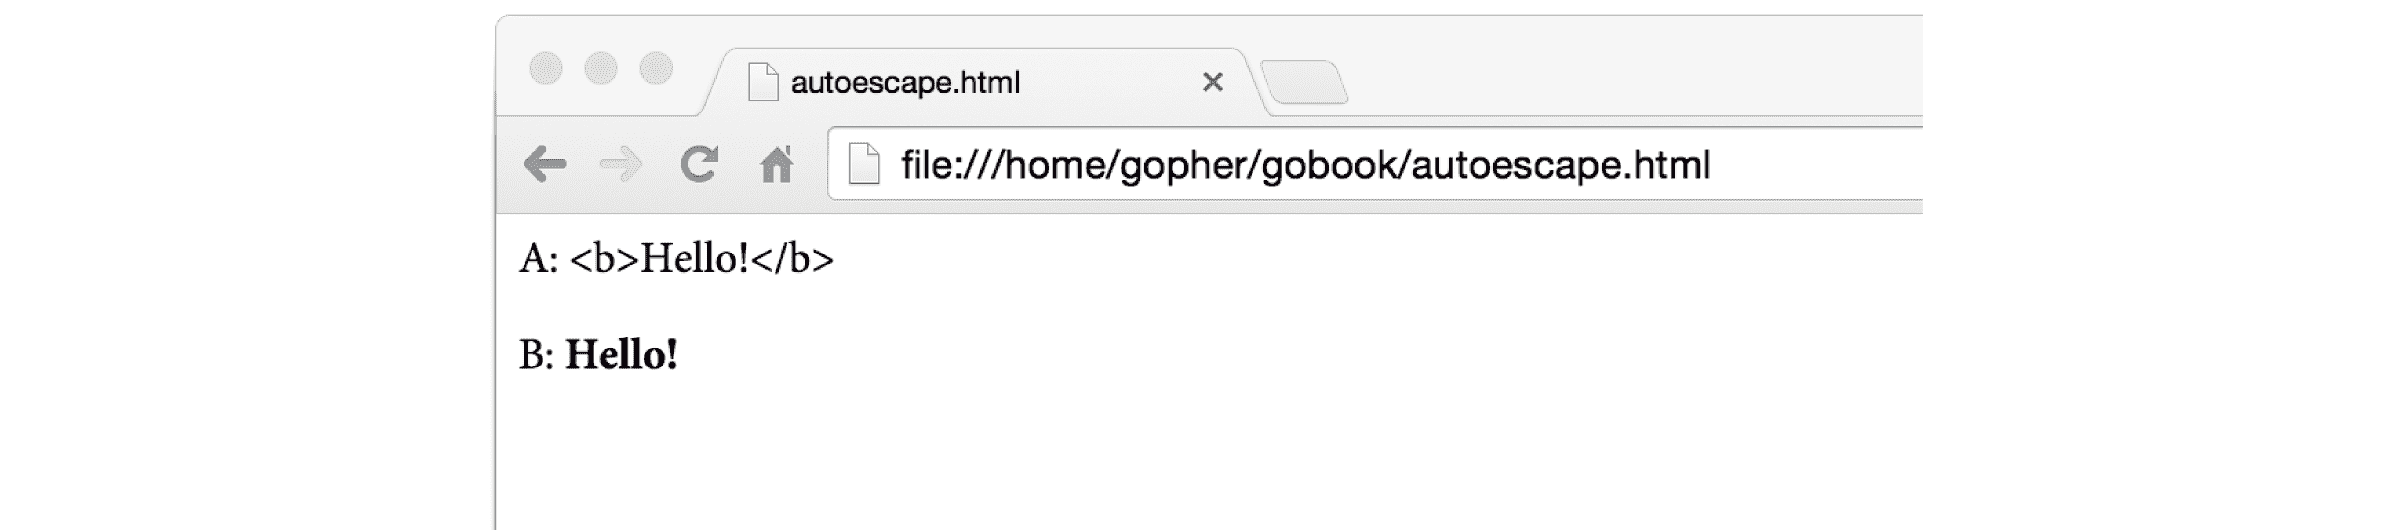 autoescape.html
file:///home/gopher/gobook/autoescape.html
A: <b>Hello!</b>
B: Hello!